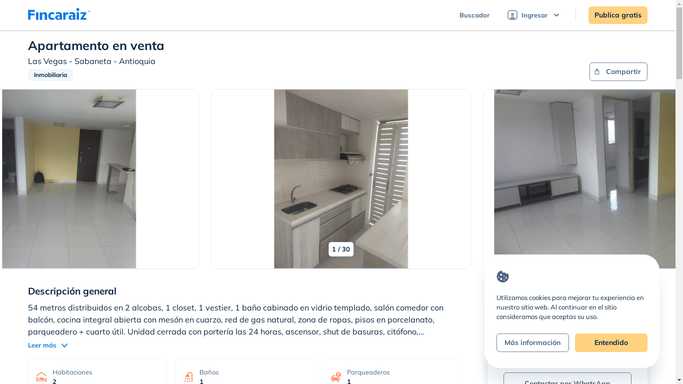 Fincaraiz
Buscador
Ingresar
Publica gratis
Apartamento en venta
Las Vegas - Sabaneta - Antioquia
Inmobiliaria
Compartir
1 / 30
Descripción general
54 metros distribuidos en 2 alcobas, 1 closet, 1 vestier, 1 baño cabinado en vidrio templado, salón comedor con
balcón, cocina integral abierta con mesón en cuarzo, red de gas natural, zona de ropas, pisos en porcelanato,
parqueadero + cuarto útil. Unidad cerrada con portería las 24 horas, ascensor, shut de basuras, citófono,...
Leer más
Habitaciones
2
Baños
1
Parqueaderos
1
Utilizamos cookies para mejorar tu experiencia en
nuestro sitio web. Al continuar en el sitio
consideramos que aceptas su uso.
Más información
Entendido
Contactar por WhatsApp